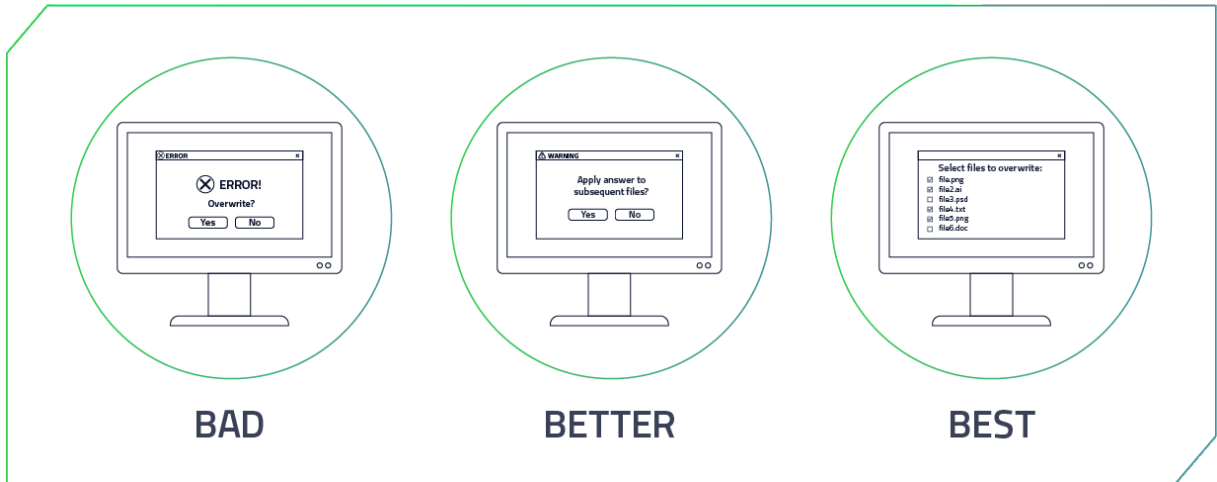 ERROR
ERROR!
Overwrite?
Yes No
BAD
WARNING
Apply answer to
subsequent files?
Yes No
BETTER
Select files to overwrite:
file.png
file2.ai
file3.psd
file4.txt
file5.png
file6.doc
BEST